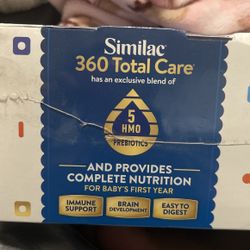 Similac®
360 Total Care®
has an exclusive blend of
5
HMO
PREBIOTICS
AND PROVIDES
COMPLETE NUTRITION
FOR BABY'S FIRST YEAR
IMMUNE
SUPPORT
BRAIN
DEVELOPMENT
EASY TO
DIGEST